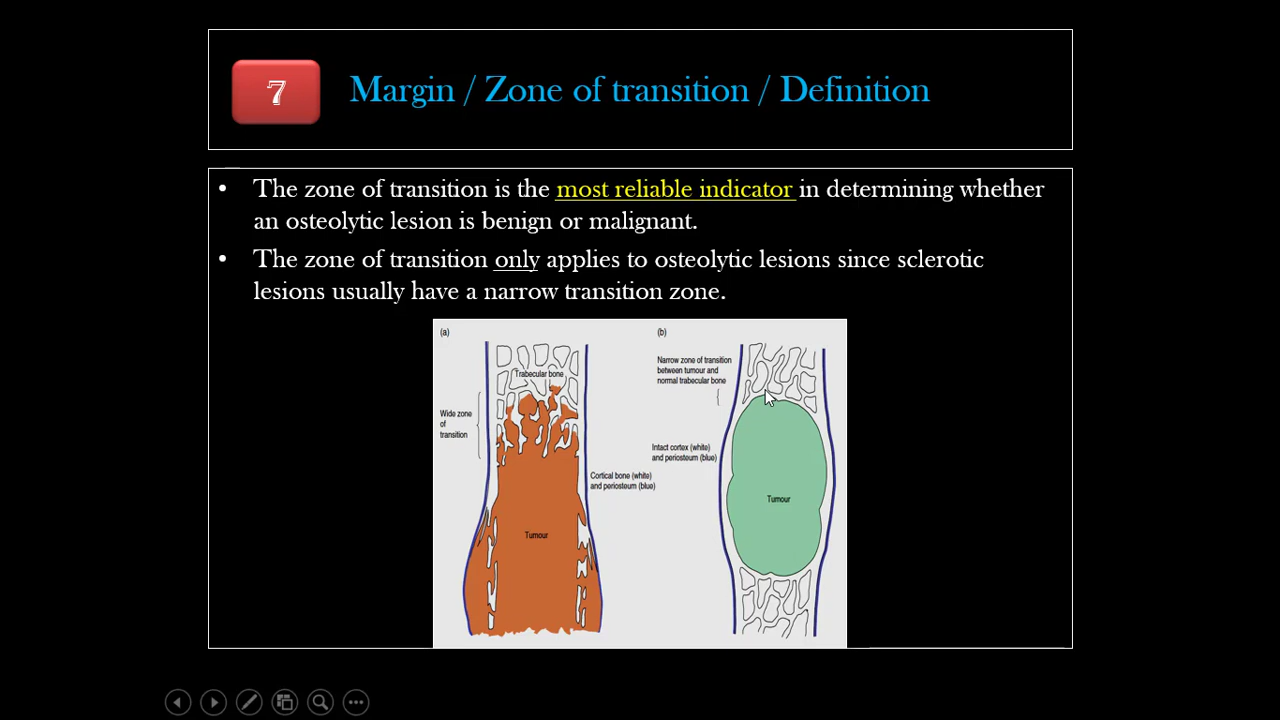 7
Margin / Zone of transition / Definition
• The zone of transition is the most reliable indicator in determining whether
an osteolytic lesion is benign or malignant.
• The zone of transition only applies to osteolytic lesions since sclerotic
lesions usually have a narrow transition zone.
(a)
Trabecular bone
Wide zone
of
transition
Cortical bone (white)
and periosteum (blue)
Tumour
(b)
Narrow zone of transition
between tumour and
normal trabecular bone
Intact cortex (white)
and periosteum (blue)
Tumour